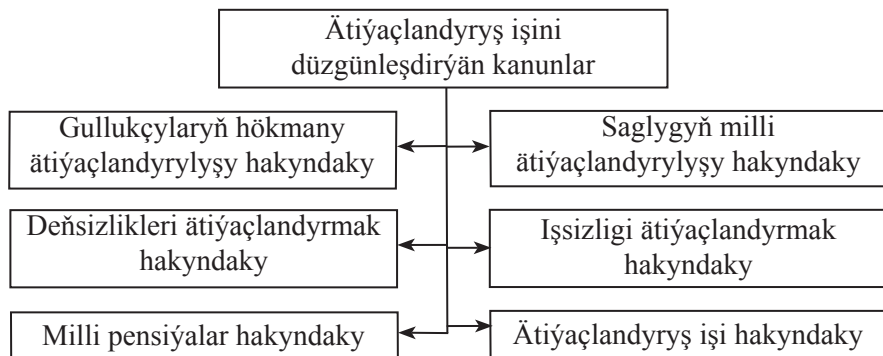 Ätiýaçlandyryş işini
düzgünleşdirýän kanunlar
Gullukçylaryň hökmany
ätiýaçlandyrylyşy hakyndaky
Saglygyň milli
ätiýaçlandyrylyşy hakyndaky
Deňsizlikleri ätiýaçlandyrmak
hakyndaky
Işsizligi ätiýaçlandyrmak
hakyndaky
Milli pensiýalar hakyndaky
Ätiýaçlandyryş işi hakyndaky